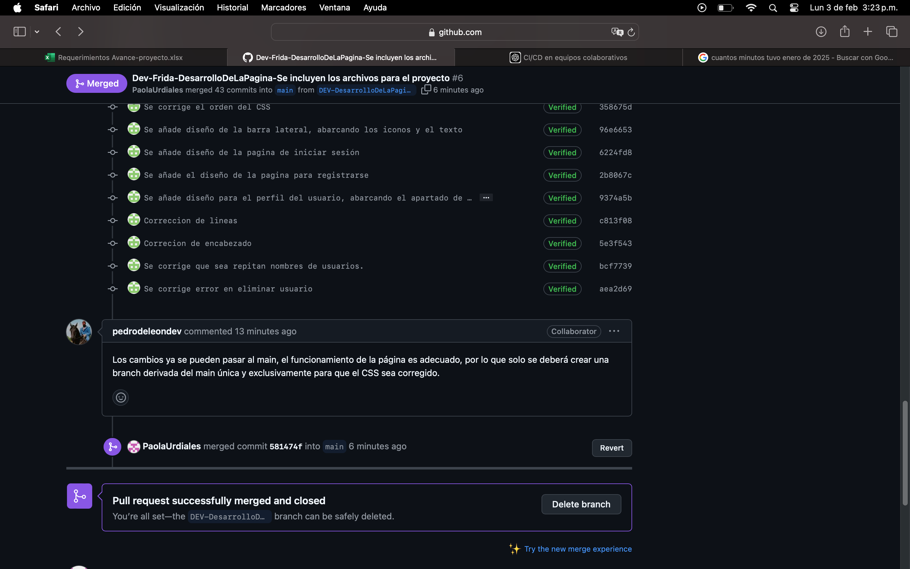 Safari Archivo Edición Visualización Historial Marcadores Ventana Ayuda Lun 3 de feb 3:23 p.m.
github.com
Requerimientos Avance-proyecto.xlsx
Dev-Frida-DesarrolloDeLaPagina-Se incluyen los archi...
CI/CD en equipos colaborativos
cuantos minutos tuvo enero de 2025 - Buscar con Goo...
Merged
Dev-Frida-DesarrolloDeLaPagina-Se incluyen los archivos para el proyecto #6
PaolaUrdiales merged 43 commits into main from DEV-DesarrolloDeLaPagi… 6 minutes ago
Se corrige el orden del CSS Verified 358675d
Se añade diseño de la barra lateral, abarcando los iconos y el texto Verified 96e6653
Se añade diseño de la pagina de iniciar sesión Verified 6224fd8
Se añade el diseño de la pagina para registrarse Verified 2b8067c
Se añade diseño para el perfil del usuario, abarcando el apartado de … Verified 9374a5b
Correccion de lineas Verified c813f08
Correcion de encabezado Verified 5e3f543
Se corrige que sea repitan nombres de usuarios. Verified bcf7739
Se corrige error en eliminar usuario Verified aea2d69
pedrodeleondev commented 13 minutes ago Collaborator
Los cambios ya se pueden pasar al main, el funcionamiento de la página es adecuado, por lo que solo se deberá crear una
branch derivada del main única y exclusivamente para que el CSS sea corregido.
PaolaUrdiales merged commit 581474f into main 6 minutes ago Revert
Pull request successfully merged and closed
You're all set—the DEV-DesarrolloD… branch can be safely deleted.
Delete branch
Try the new merge experience